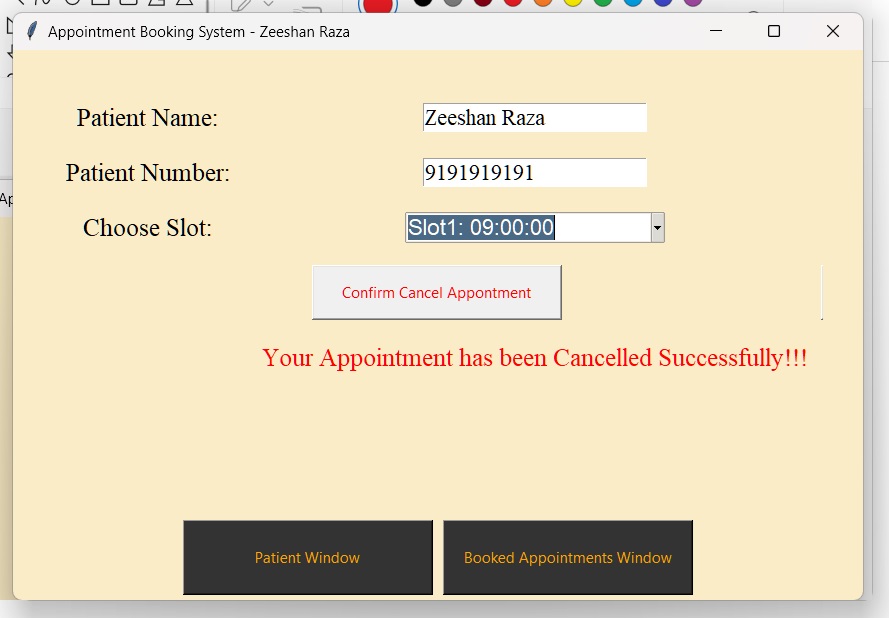 Appointment Booking System - Zeeshan Raza
Patient Name: Zeeshan Raza
Patient Number: 9191919191
Ap
Choose Slot: Slot1: 09:00:00
Confirm Cancel Appontment
Your Appointment has been Cancelled Successfully!!!
Patient Window Booked Appointments Window